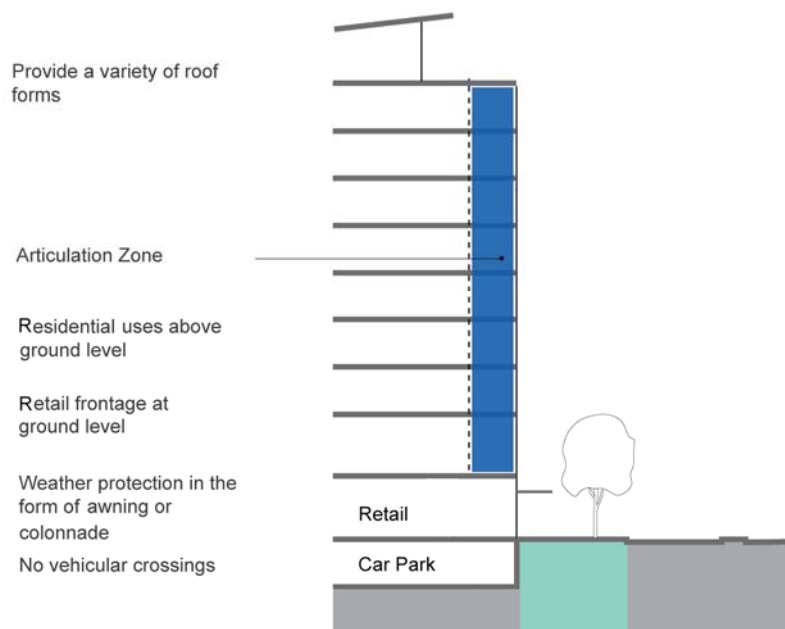 Provide a variety of roof
forms
Articulation Zone
Residential uses above
ground level
Retail frontage at
ground level
Weather protection in the
form of awning or
colonnade
Retail
No vehicular crossings
Car Park